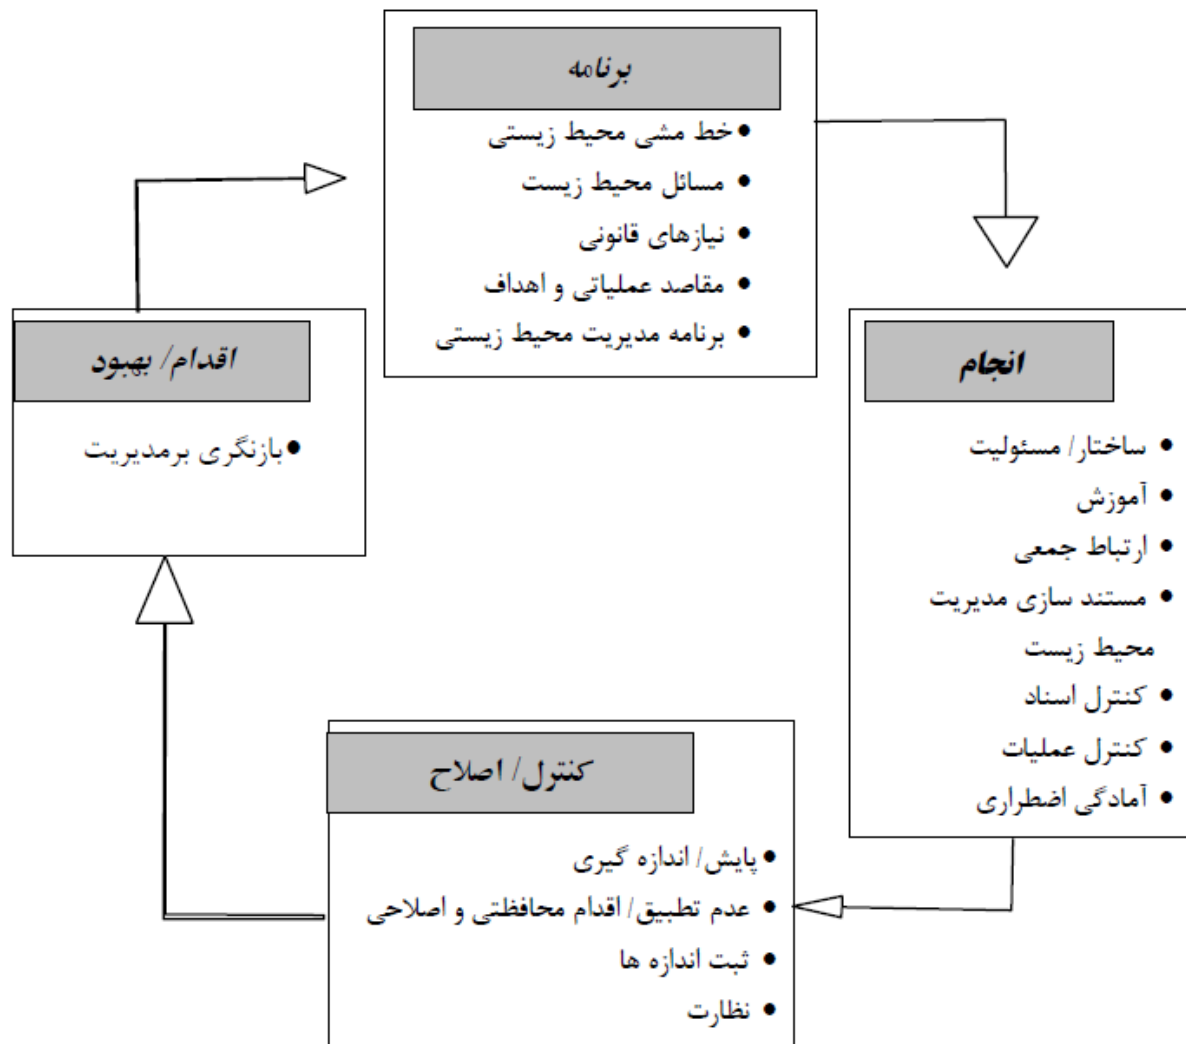 برنامه
• خط مشی محیط زیستی
• مسائل محیط زیست
• نیازهای قانونی
• مقاصد عملیاتی و اهداف
• برنامه مدیریت محیط زیستی
انجام
• ساختار/ مسئولیت
• آموزش
• ارتباط جمعی
• مستند سازی مدیریت
محیط زیست
• کنترل اسناد
• کنترل عملیات
• آمادگی اضطراری
کنترل/ اصلاح
• پایش/ اندازه گیری
• عدم تطبیق/ اقدام محافظتی و اصلاحی
• ثبت اندازه ها
• نظارت
اقدام/ بهبود
• بازنگری برمدیریت